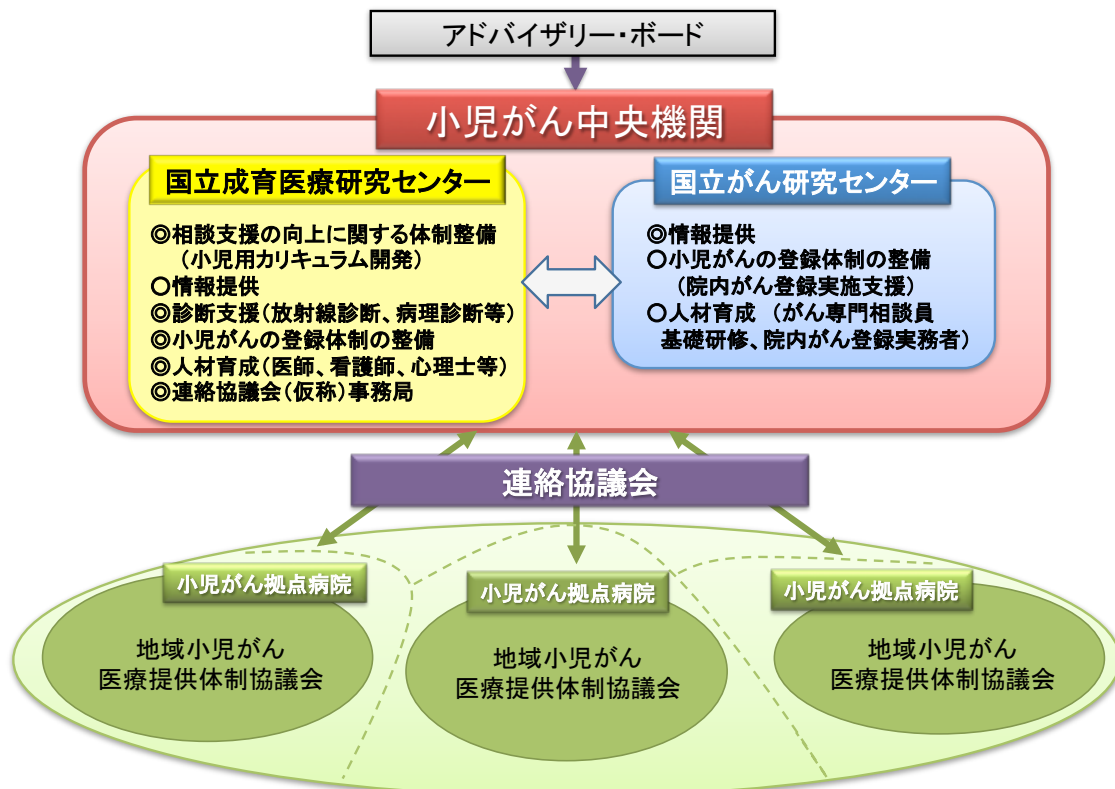 アドバイザリー・ボード
小児がん中央機関
国立成育医療研究センター
◎相談支援の向上に関する体制整備
（小児用カリキュラム開発）
○情報提供
◎診断支援（放射線診断、病理診断等）
◎小児がんの登録体制の整備
◎人材育成（医師、看護師、心理士等）
◎連絡協議会（仮称）事務局
国立がん研究センター
◎情報提供
○小児がんの登録体制の整備
（院内がん登録実施支援）
○人材育成 （がん専門相談員
基礎研修、院内がん登録実務者）
連絡協議会
小児がん拠点病院
地域小児がん
医療提供体制協議会
小児がん拠点病院
地域小児がん
医療提供体制協議会
小児がん拠点病院
地域小児がん
医療提供体制協議会